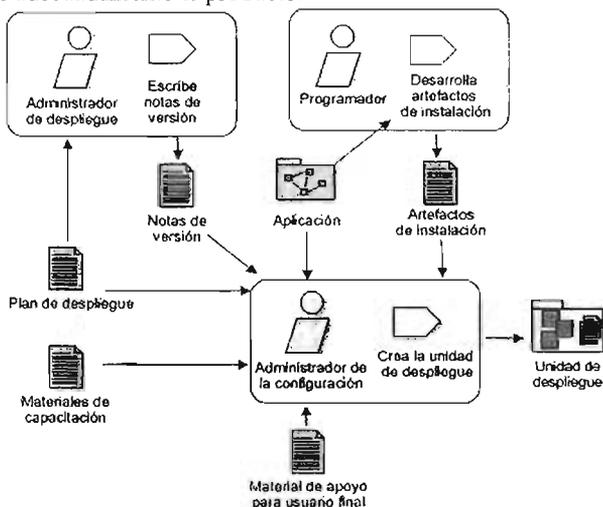 Administrador
de despliegue
Escribe
notas de
versión
Programador
Desarrolla
artefactos
de instalación
Notas de
versión
Aplicación
Artefactos
de instalación
Plan de despliegue
Materiales de
capacitación
Administrador de
la configuración
Crea la unidad
de despliegue
Unidad de
despliegue
Material de apoyo
para usuario final